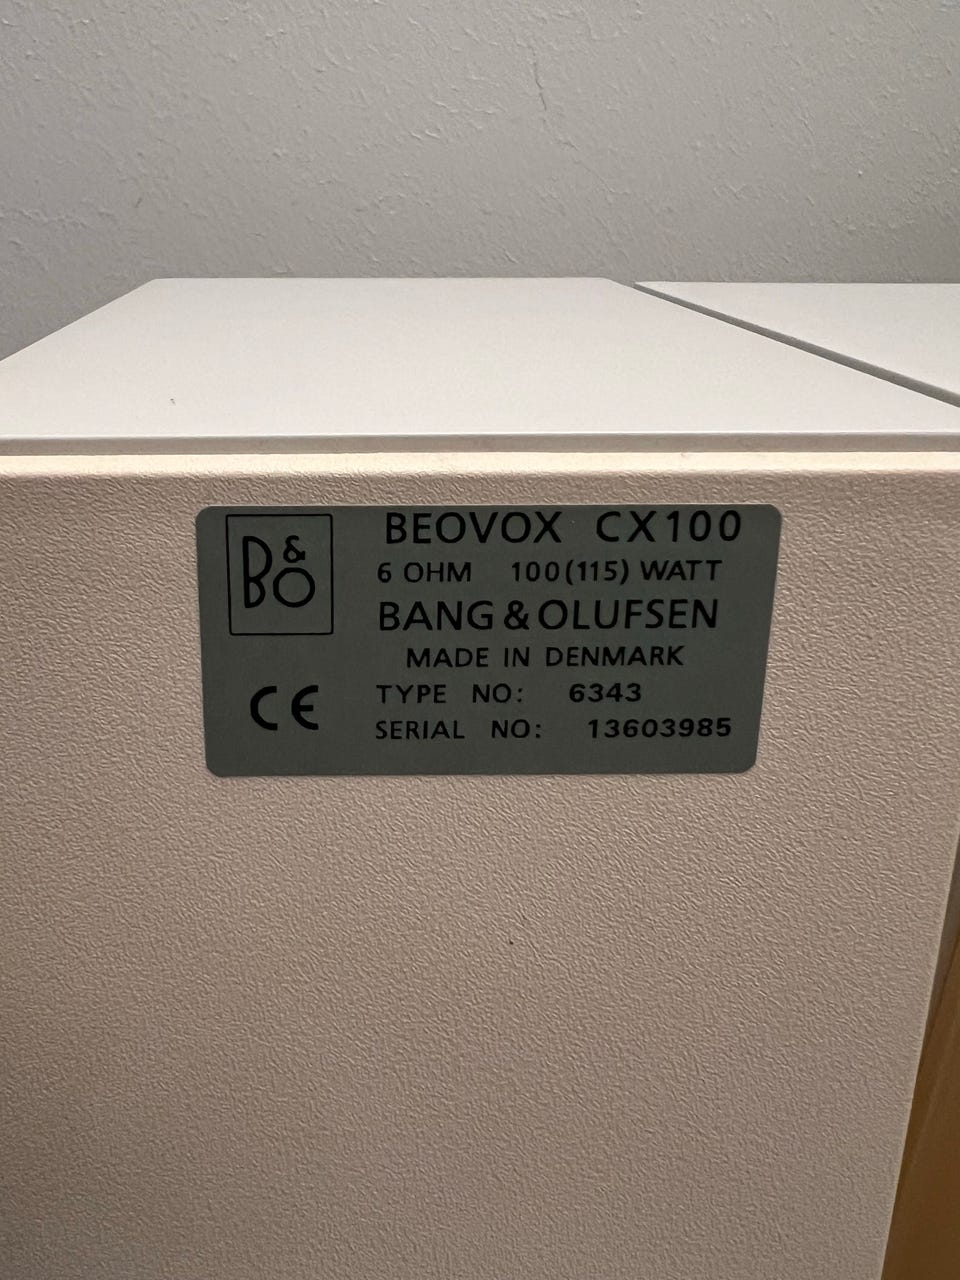 B&O
BEOVOX CX100
6 OHM 100(115) WATT
BANG & OLUFSEN
MADE IN DENMARK
CE
TYPE NO: 6343
SERIAL NO: 13603985